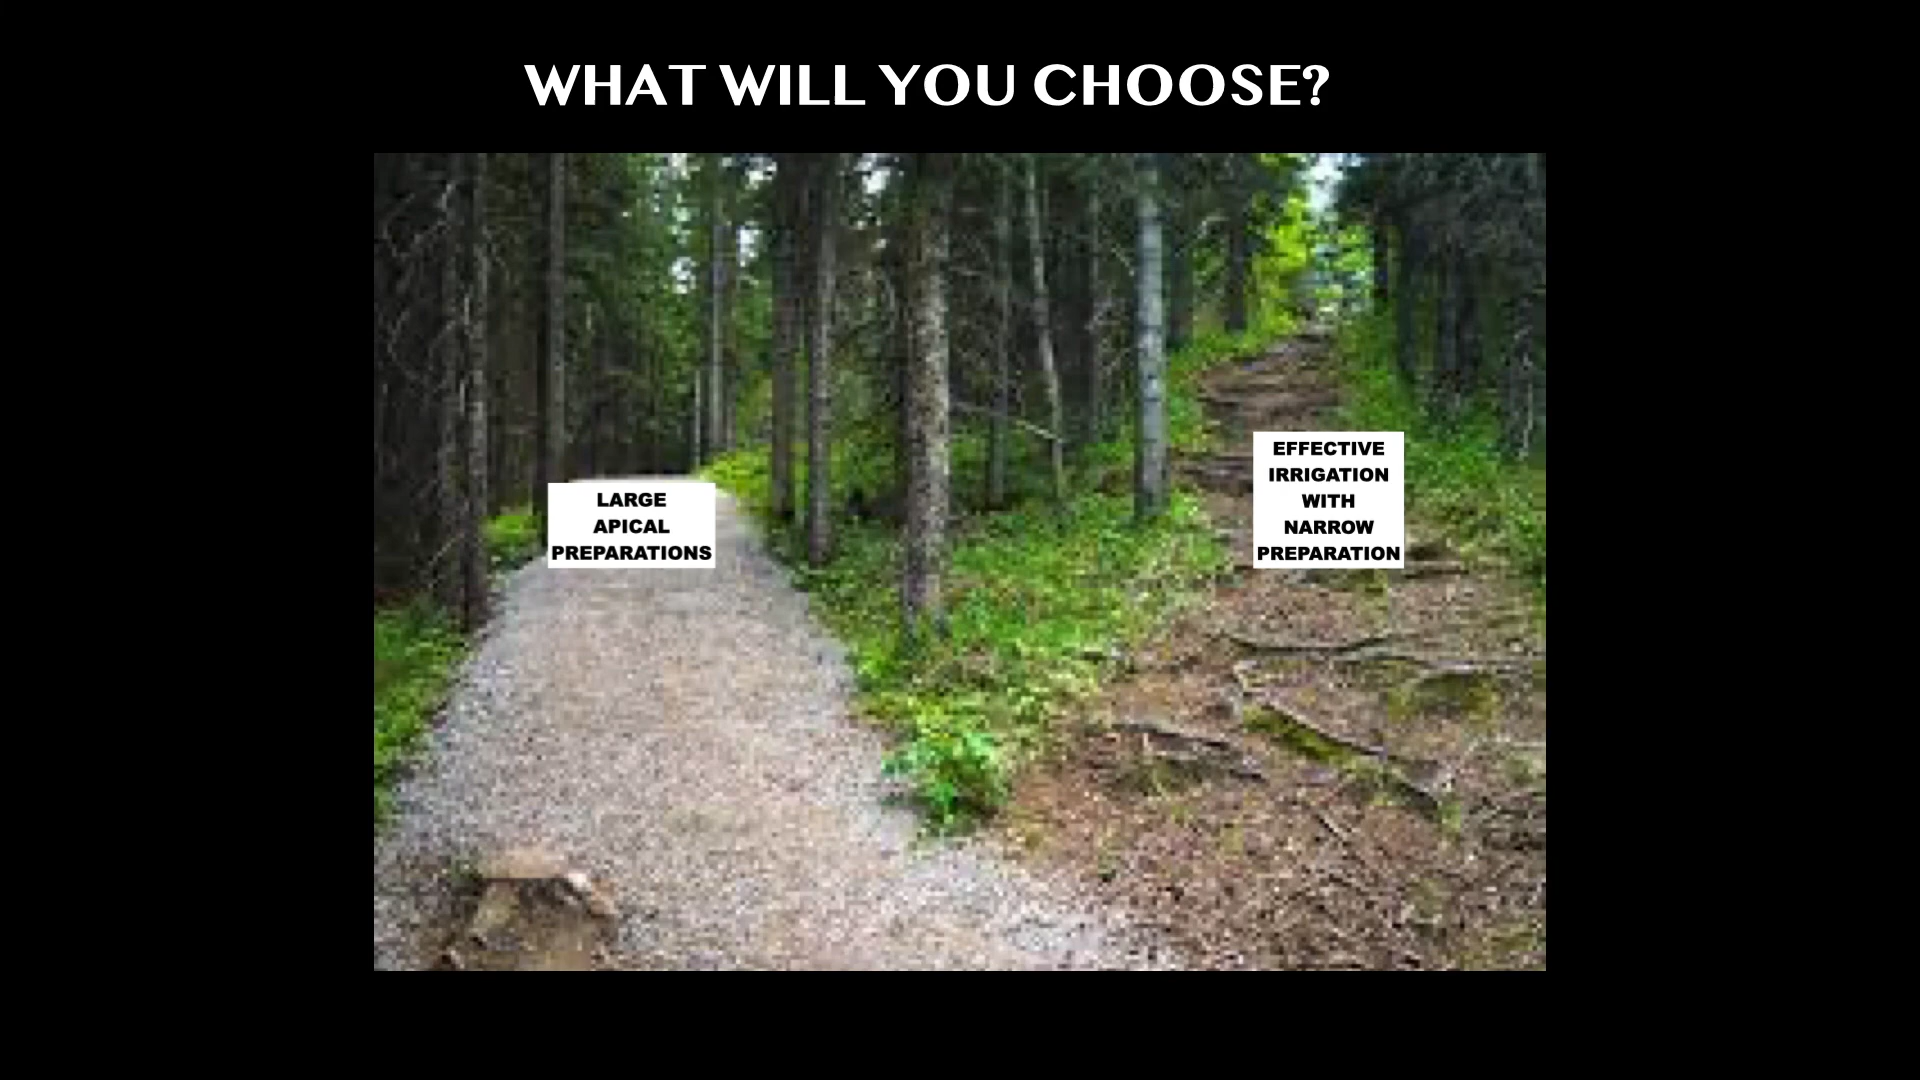 WHAT WILL YOU CHOOSE?
LARGE
APICAL
PREPARATIONS
EFFECTIVE
IRRIGATION
WITH
NARROW
PREPARATION